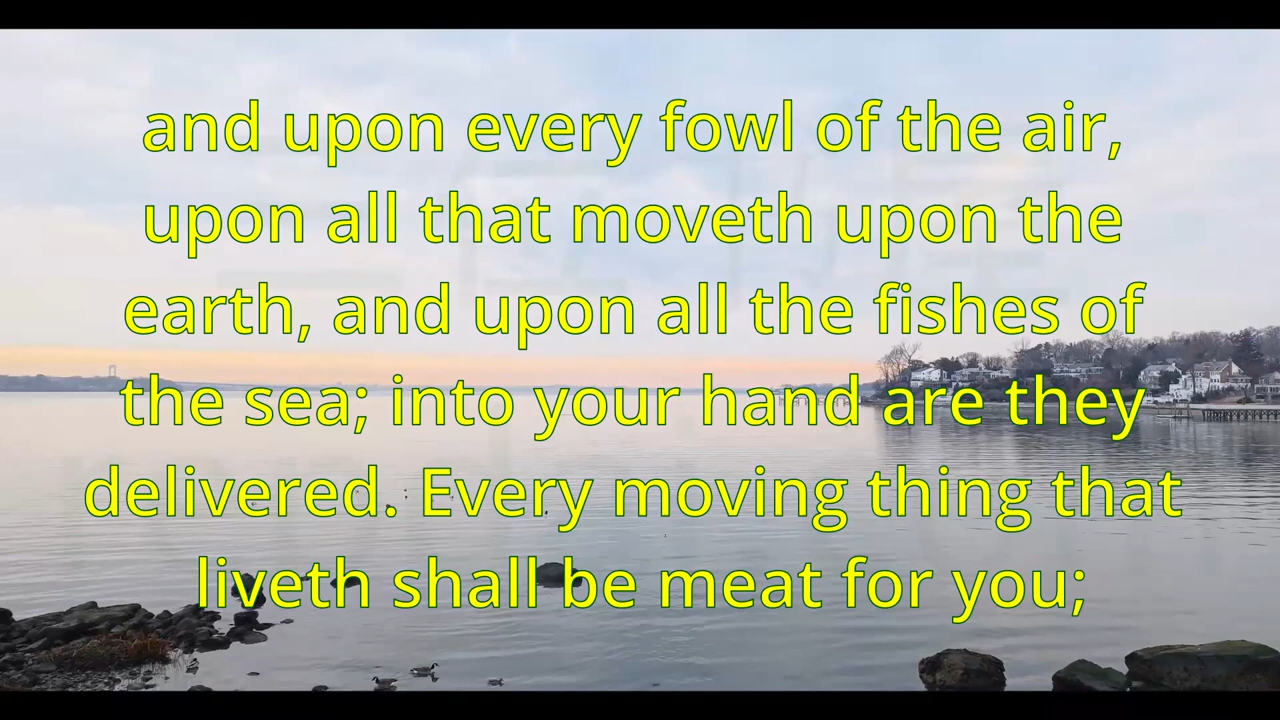 and upon every fowl of the air,
upon all that moveth upon the
earth, and upon all the fishes of
the sea; into your hand are they
delivered. Every moving thing that
liveth shall be meat for you;